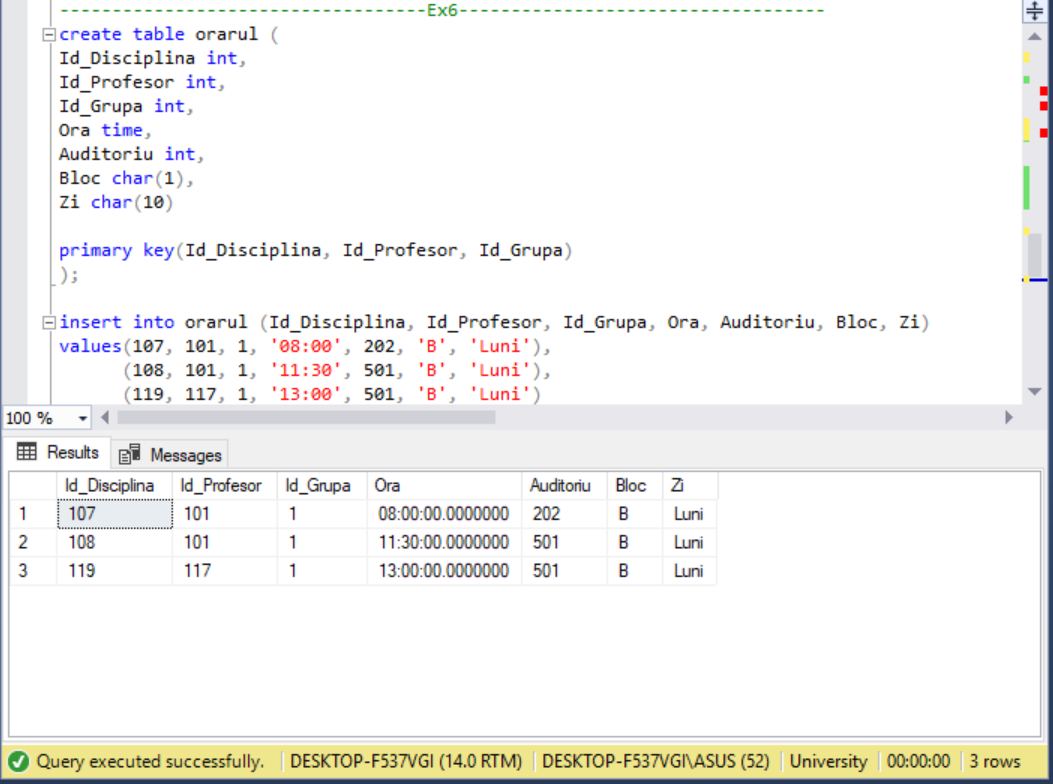 -----------------------------------Ex6-----------------------------------
create table orarul (
Id_Disciplina int,
Id_Profesor int,
Id_Grupa int,
Ora time,
Auditoriu int,
Bloc char(1),
Zi char(10)
primary key(Id_Disciplina, Id_Profesor, Id_Grupa)
);
insert into orarul (Id_Disciplina, Id_Profesor, Id_Grupa, Ora, Auditoriu, Bloc, Zi)
values(107, 101, 1, '08:00', 202, 'B', 'Luni'),
(108, 101, 1, '11:30', 501, 'B', 'Luni'),
(119, 117, 1, '13:00', 501, 'B', 'Luni')
100 %
Results Messages
Id_Disciplina Id_Profesor Id_Grupa Ora Auditoriu Bloc Zi
1 107 101 1 08:00:00.0000000 202 B Luni
2 108 101 1 11:30:00.0000000 501 B Luni
3 119 117 1 13:00:00.0000000 501 B Luni
Query executed successfully. DESKTOP-F537VGI (14.0 RTM) DESKTOP-F537VGI\ASUS (52) University 00:00:00 3 rows